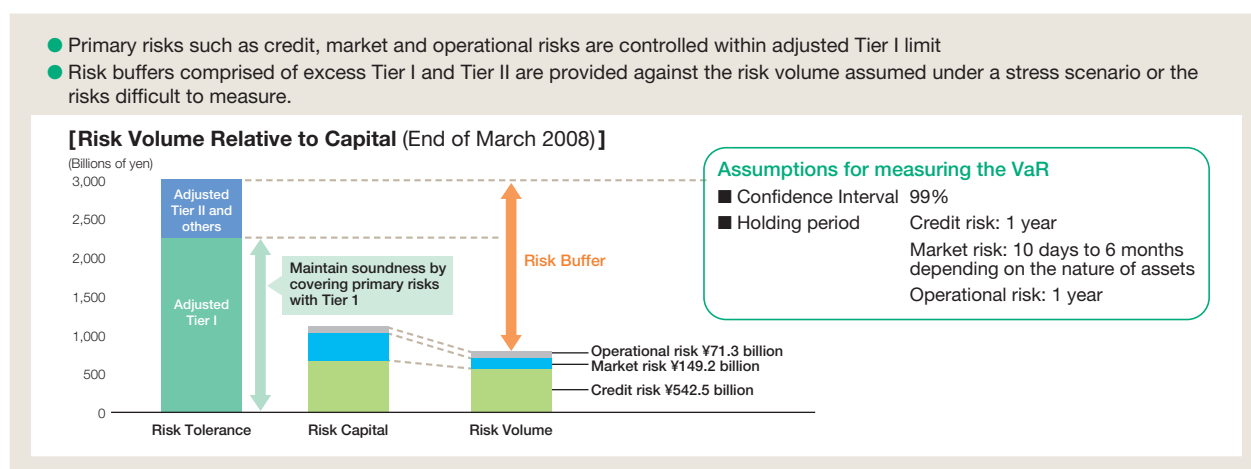 ● Primary risks such as credit, market and operational risks are controlled within adjusted Tier I limit
● Risk buffers comprised of excess Tier I and Tier II are provided against the risk volume assumed under a stress scenario or the
risks difficult to measure.
[Risk Volume Relative to Capital (End of March 2008)]
(Billions of yen)
3,000
2,500
2,000
1,500
1,000
500
0
Adjusted
Tier II and
others
Adjusted
Tier I
Maintain soundness by
covering primary risks
with Tier 1
Risk Buffer
Operational risk ¥71.3 billion
Market risk ¥149.2 billion
Credit risk ¥542.5 billion
Risk Tolerance
Risk Capital
Risk Volume
Assumptions for measuring the VaR
■ Confidence Interval 99%
■ Holding period Credit risk: 1 year
Market risk: 10 days to 6 months
depending on the nature of assets
Operational risk: 1 year